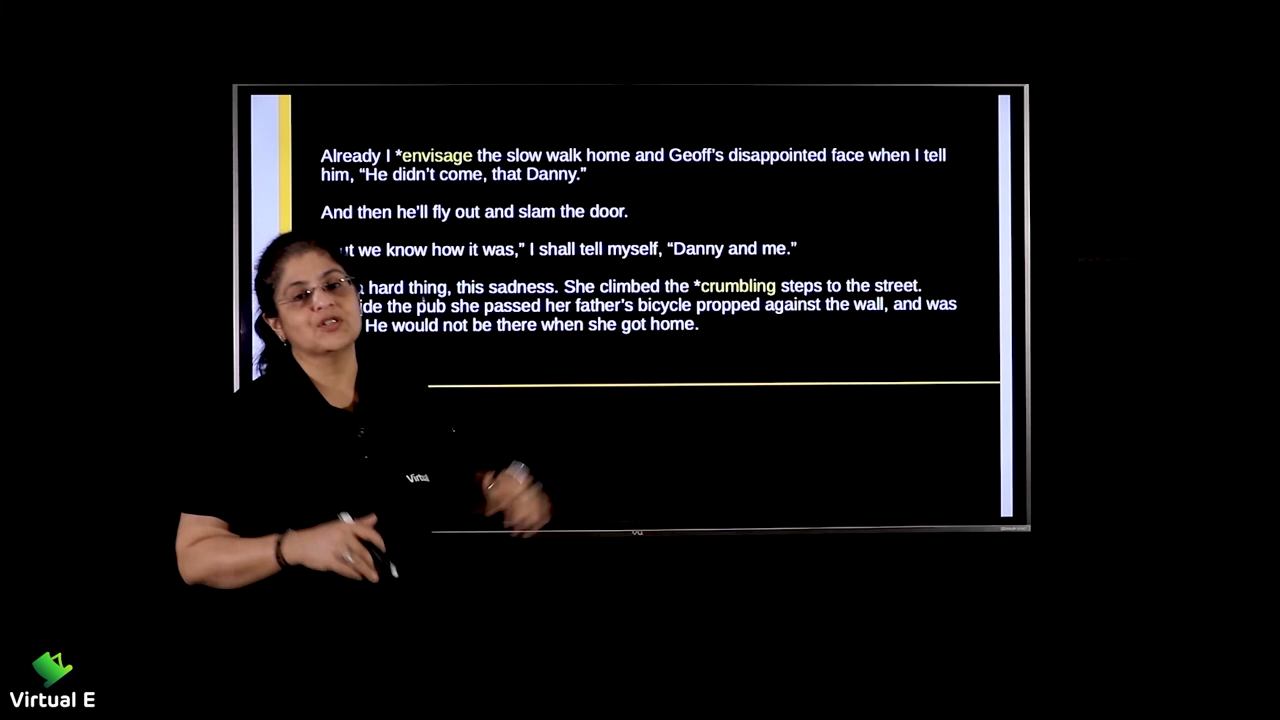 Already I *envisage the slow walk home and Geoff’s disappointed face when I tell
him, “He didn’t come, that Danny.”
And then he’ll fly out and slam the door.
we know how it was,” I shall tell myself, “Danny and me.”
hard thing, this sadness. She climbed the *crumbling steps to the street.
the pub she passed her father’s bicycle propped against the wall, and was
He would not be there when she got home.
Virtual E